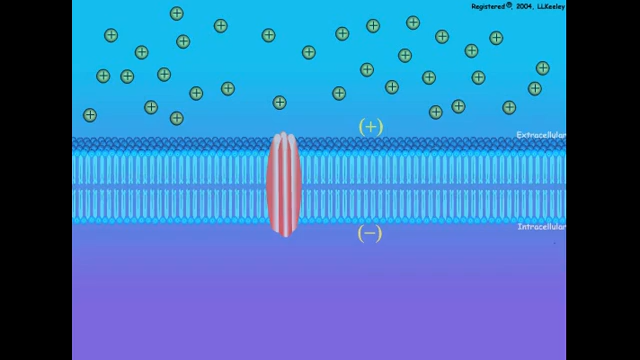 Registered ®, 2004, LLKeeley
(+)
Extracellular
Intracellular
(−)